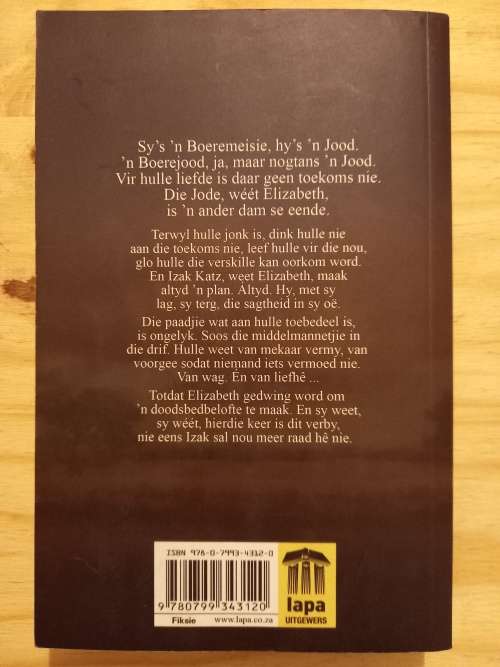 Sy's 'n Boeremeisie, hy's 'n Jood.
'n Boerejood, ja, maar nogtans 'n Jood.
Vir hulle liefde is daar geen toekoms nie.
Die Jode, wéét Elizabeth,
is 'n ander dam se eende.
Terwyl hulle jonk is, dink hulle nie
aan die toekoms nie, leef hulle vir die nou,
glo hulle die verskille kan oorkom word.
En Izak Katz, weet Elizabeth, maak
altyd 'n plan. Altyd. Hy, met sy
lag, sy terg, die sagtheid in sy oë.
Die paadjie wat aan hulle toebedeel is,
is ongelyk. Soos die middelmannetjie in
die drif. Hulle weet van mekaar vermy, van
voorgee sodat niemand iets vermoed nie.
Van wag. Én van liefhê ...
Totdat Elizabeth gedwing word om
'n doodsbedbelofte te maak. En sy weet,
sy wéét, hierdie keer is dit verby,
nie eens Izak sal nou meer raad hê nie.
ISBN 978-0-7993-4312-0
9 780799 343120
Fiksie www.lapa.co.za
lapa
UITGEWERS